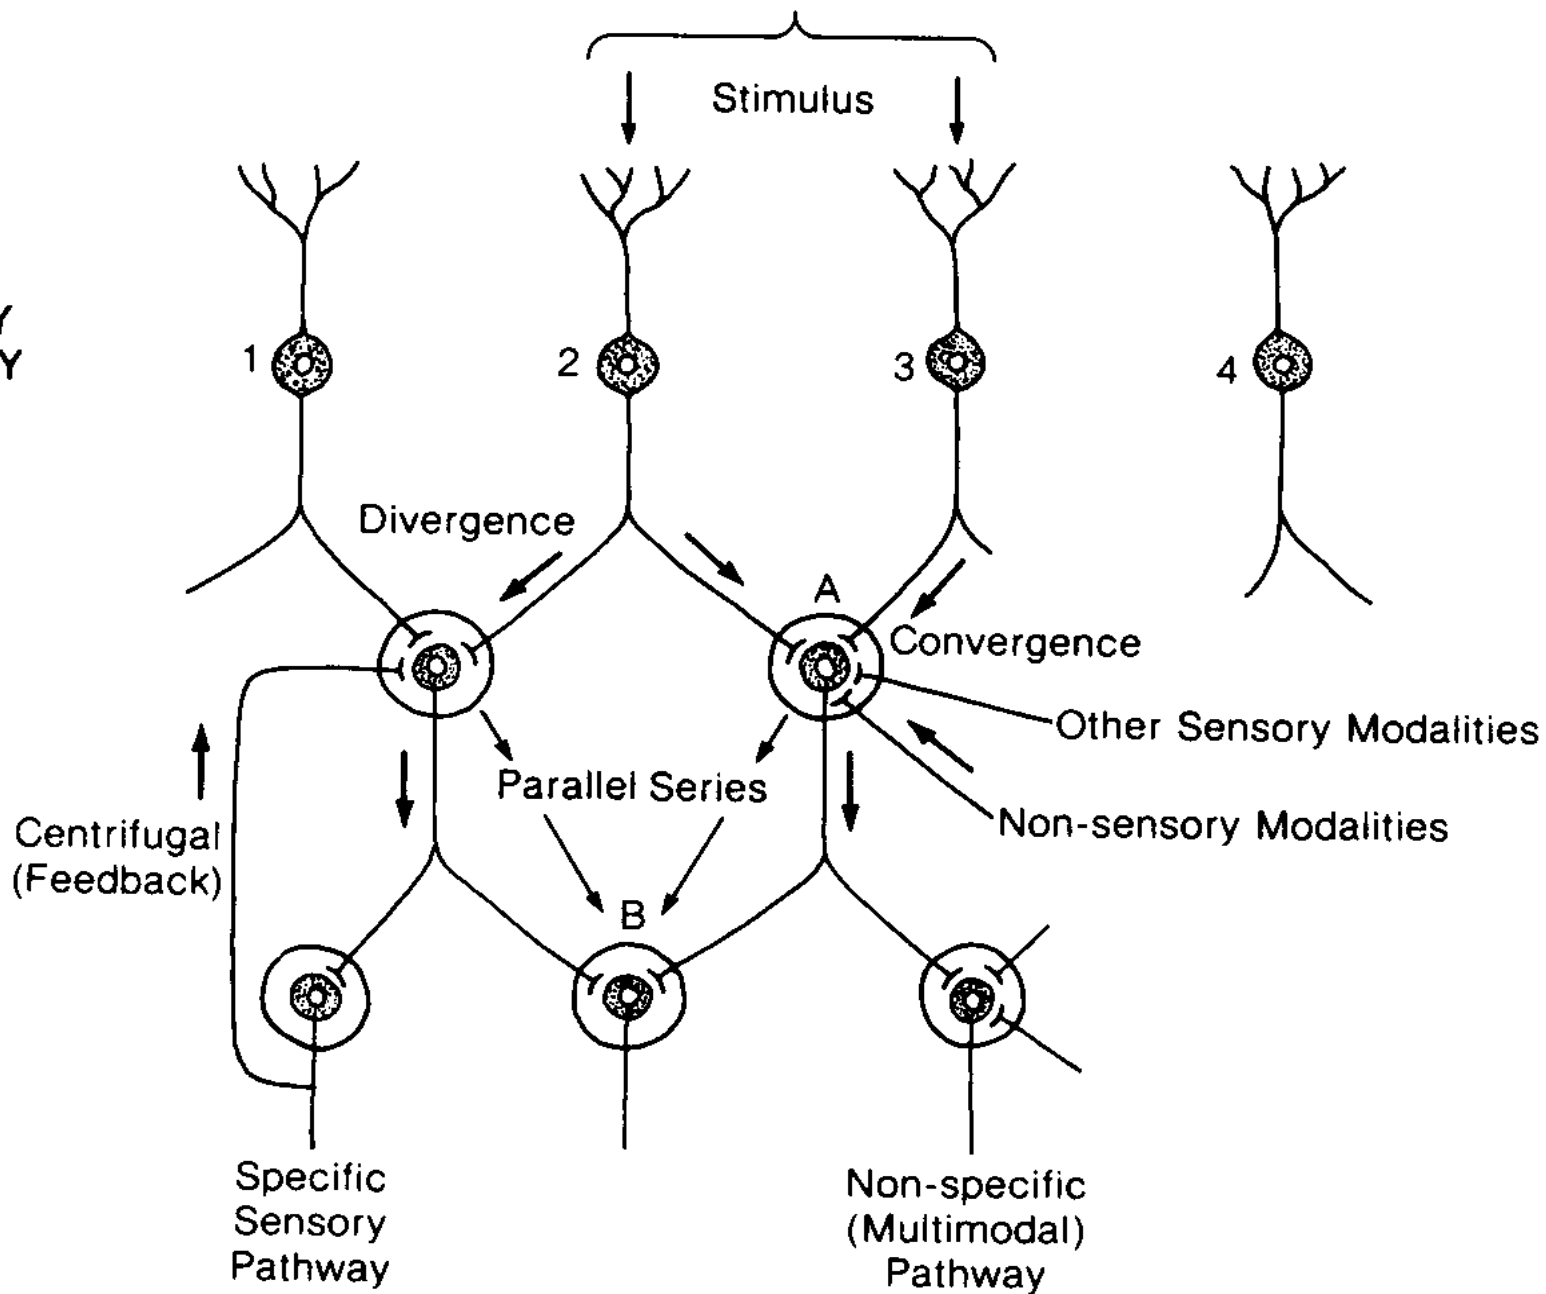 Stimulus
Y
Y
1
2
3
4
Divergence
A
Convergence
Other Sensory Modalities
Parallel Series
Non-sensory Modalities
Centrifugal
(Feedback)
B
Specific
Sensory
Pathway
Non-specific
(Multimodal)
Pathway